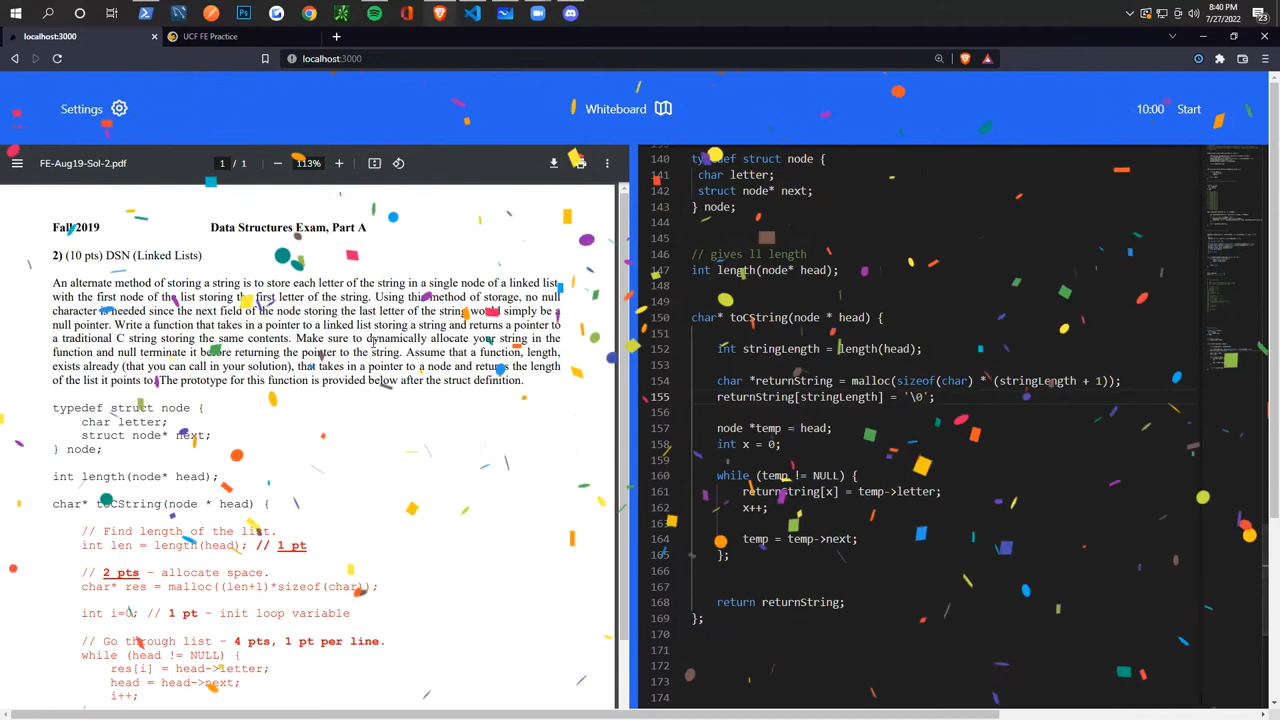 8:40 PM
7/27/2022
23
localhost:3000
UCF FE Practice
localhost:3000
Settings
Whiteboard
10:00 Start
FE-Aug19-Sol-2.pdf
1 / 1
113%
Fall 2019 Data Structures Exam, Part A
2) (10 pts) DSN (Linked Lists)
An alternate method of storing a string is to store each letter of the string in a single node of a linked list,
with the first node of the list storing the first letter of the string. Using this method of storage, no null
character is needed since the next field of the node storing the last letter of the string would simply be a
null pointer. Write a function that takes in a pointer to a linked list storing a string and returns a pointer to
a traditional C string storing the same contents. Make sure to dynamically allocate your string in the
function and null terminate it before returning the pointer to the string. Assume that a function length,
exists already (that you can call in your solution), that takes in a pointer to a node and returns the length
of the list it points to. The prototype for this function is provided below after the struct definition.
typedef struct node {
char letter;
struct node* next;
} node;
int length(node* head);
char* toCString(node * head) {
// Find length of the list.
int len = length(head); // 1 pt
// 2 pts - allocate space.
char* res = malloc((len+1)*sizeof(char));
int i=0; // 1 pt - init loop variable
// Go through list - 4 pts, 1 pt per line.
while (head != NULL) {
res[i] = head->letter;
head = head->next;
i++;
140 typedef struct node {
141 char letter;
142 struct node* next;
143 } node;
144
145
146 // gives ll length
147 int length(node* head);
148
149
150 char* toCString(node * head) {
151
152 int stringLength = length(head);
153
154 char *returnString = malloc(sizeof(char) * (stringLength + 1));
155 returnString[stringLength] = '\0';
156
157 node *temp = head;
158 int x = 0;
159
160 while (temp != NULL) {
161 returnString[x] = temp->letter;
162 x++;
163
164 temp = temp->next;
165 };
166
167
168 return returnString;
169 };
170
171
172
173
174